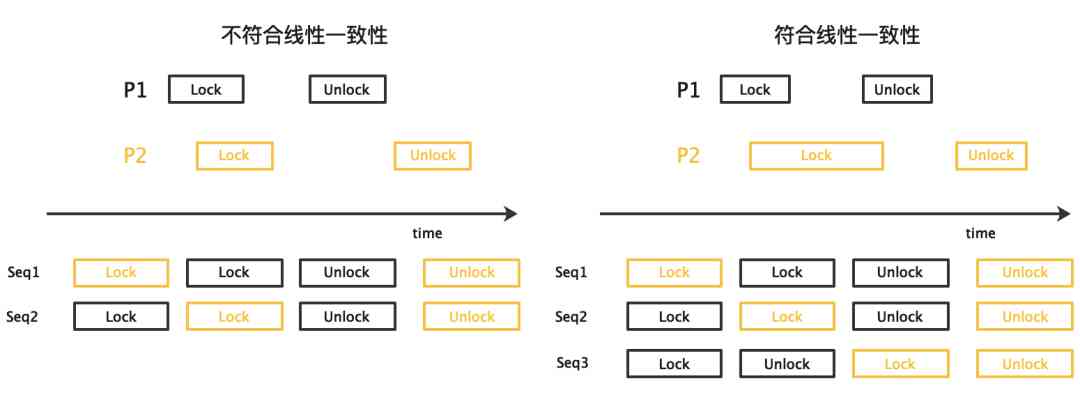 不符合线性一致性
P1 Lock Unlock
P2 Lock Unlock
time
Seq1 Lock Lock Unlock Unlock
Seq2 Lock Lock Unlock Unlock
符合线性一致性
P1 Lock Unlock
P2 Lock Unlock
time
Seq1 Lock Lock Unlock Unlock
Seq2 Lock Lock Unlock Unlock
Seq3 Lock Unlock Lock Unlock